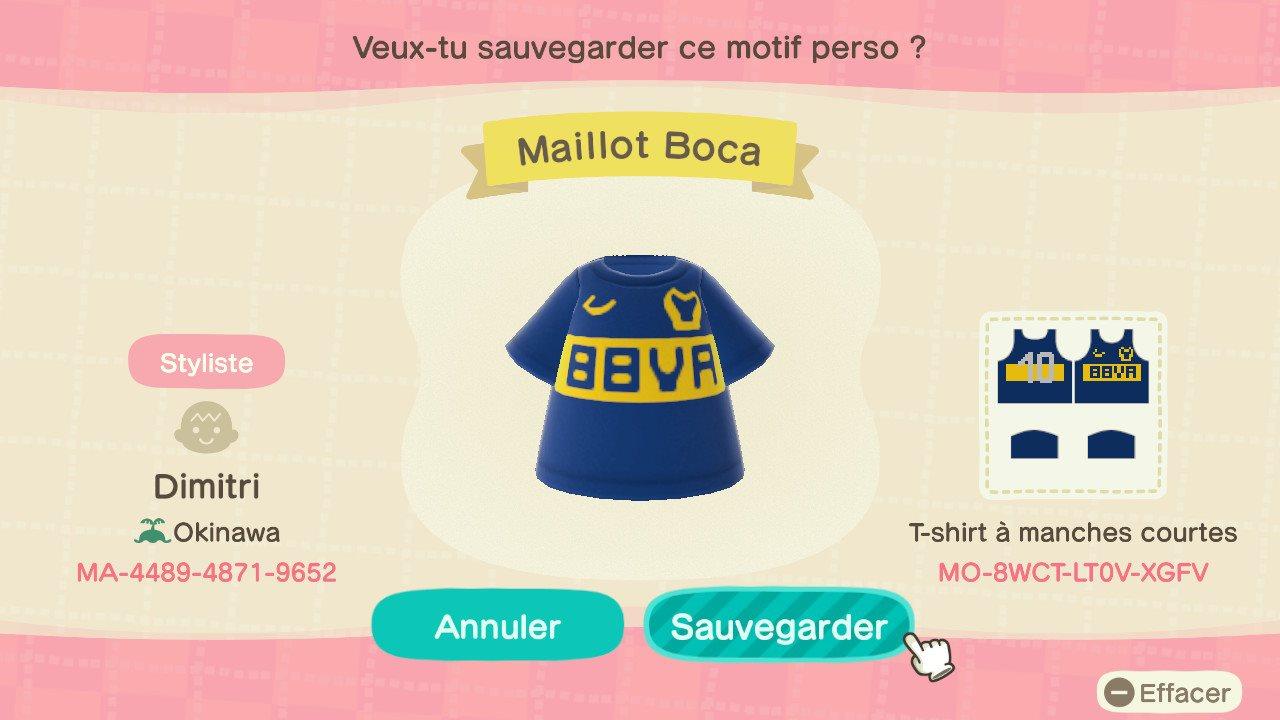 Veux-tu sauvegarder ce motif perso ?
Maillot Boca
BBVA
Styliste
Dimitri
Okinawa
MA-4489-4871-9652
10
BBVA
T-shirt à manches courtes
MO-8WCT-LT0V-XGFV
Annuler
Sauvegarder
Effacer